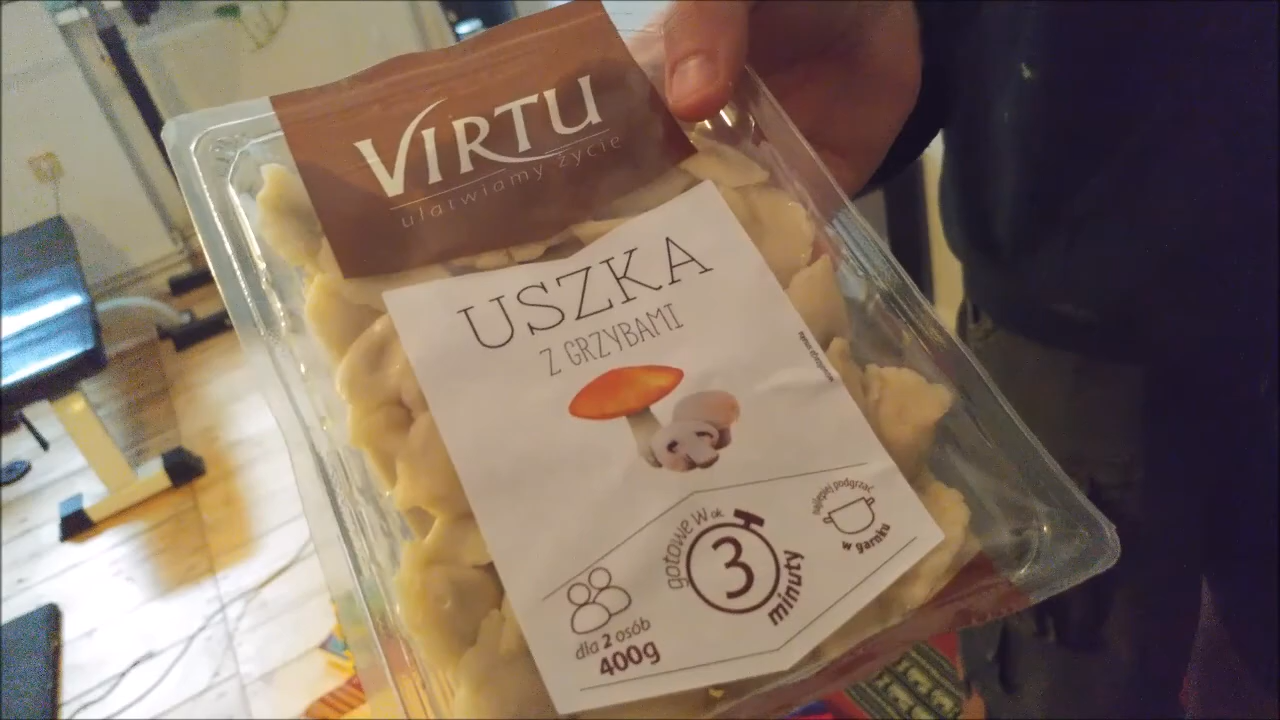 VIRTU
ułatwiamy życie
USZKA
Z GRZYBAMI
gotowe w ok.
3
minuty
najlepiej podgrzać
w garnku
dla 2 osób
400g